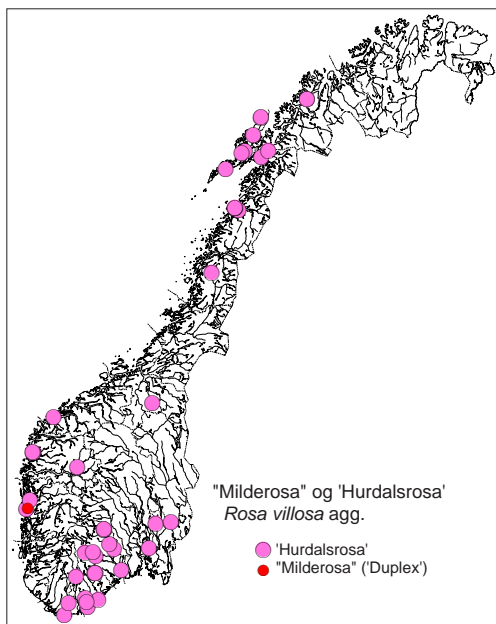 "Milderosa" og 'Hurdalsrosa'
Rosa villosa agg.
'Hurdalsrosa'
"Milderosa" ('Duplex')